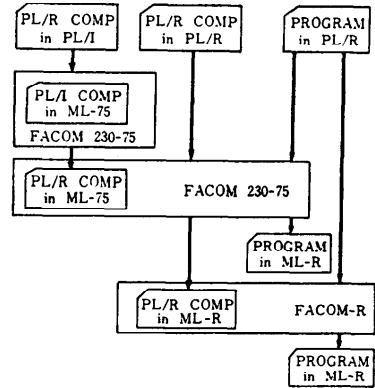 PL/R COMP
in PL/I
PL/R COMP
in PL/R
PROGRAM
in PL/R
PL/I COMP
in ML-75
FACOM 230-75
PL/R COMP
in ML-75
FACOM 230-75
PROGRAM
in ML-R
PL/R COMP
in ML-R
FACOM-R
PROGRAM
in ML-R